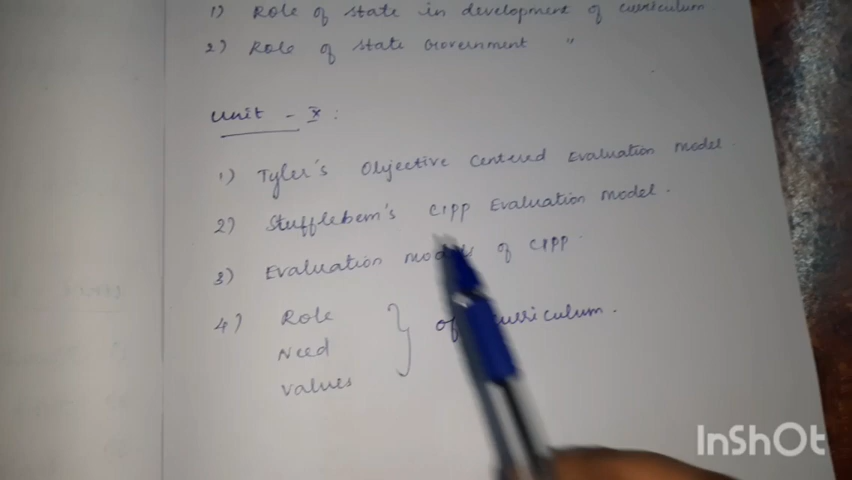 1) Role of state in development of curriculum
2) Role of state Government "
Unit - X :
1) Tyler's Objective Centered Evaluation model.
2) Stufflebem's CIPP Evaluation model.
3) Evaluation models of CIPP.
4) Role
Need
values
} of curriculum.
InShOt